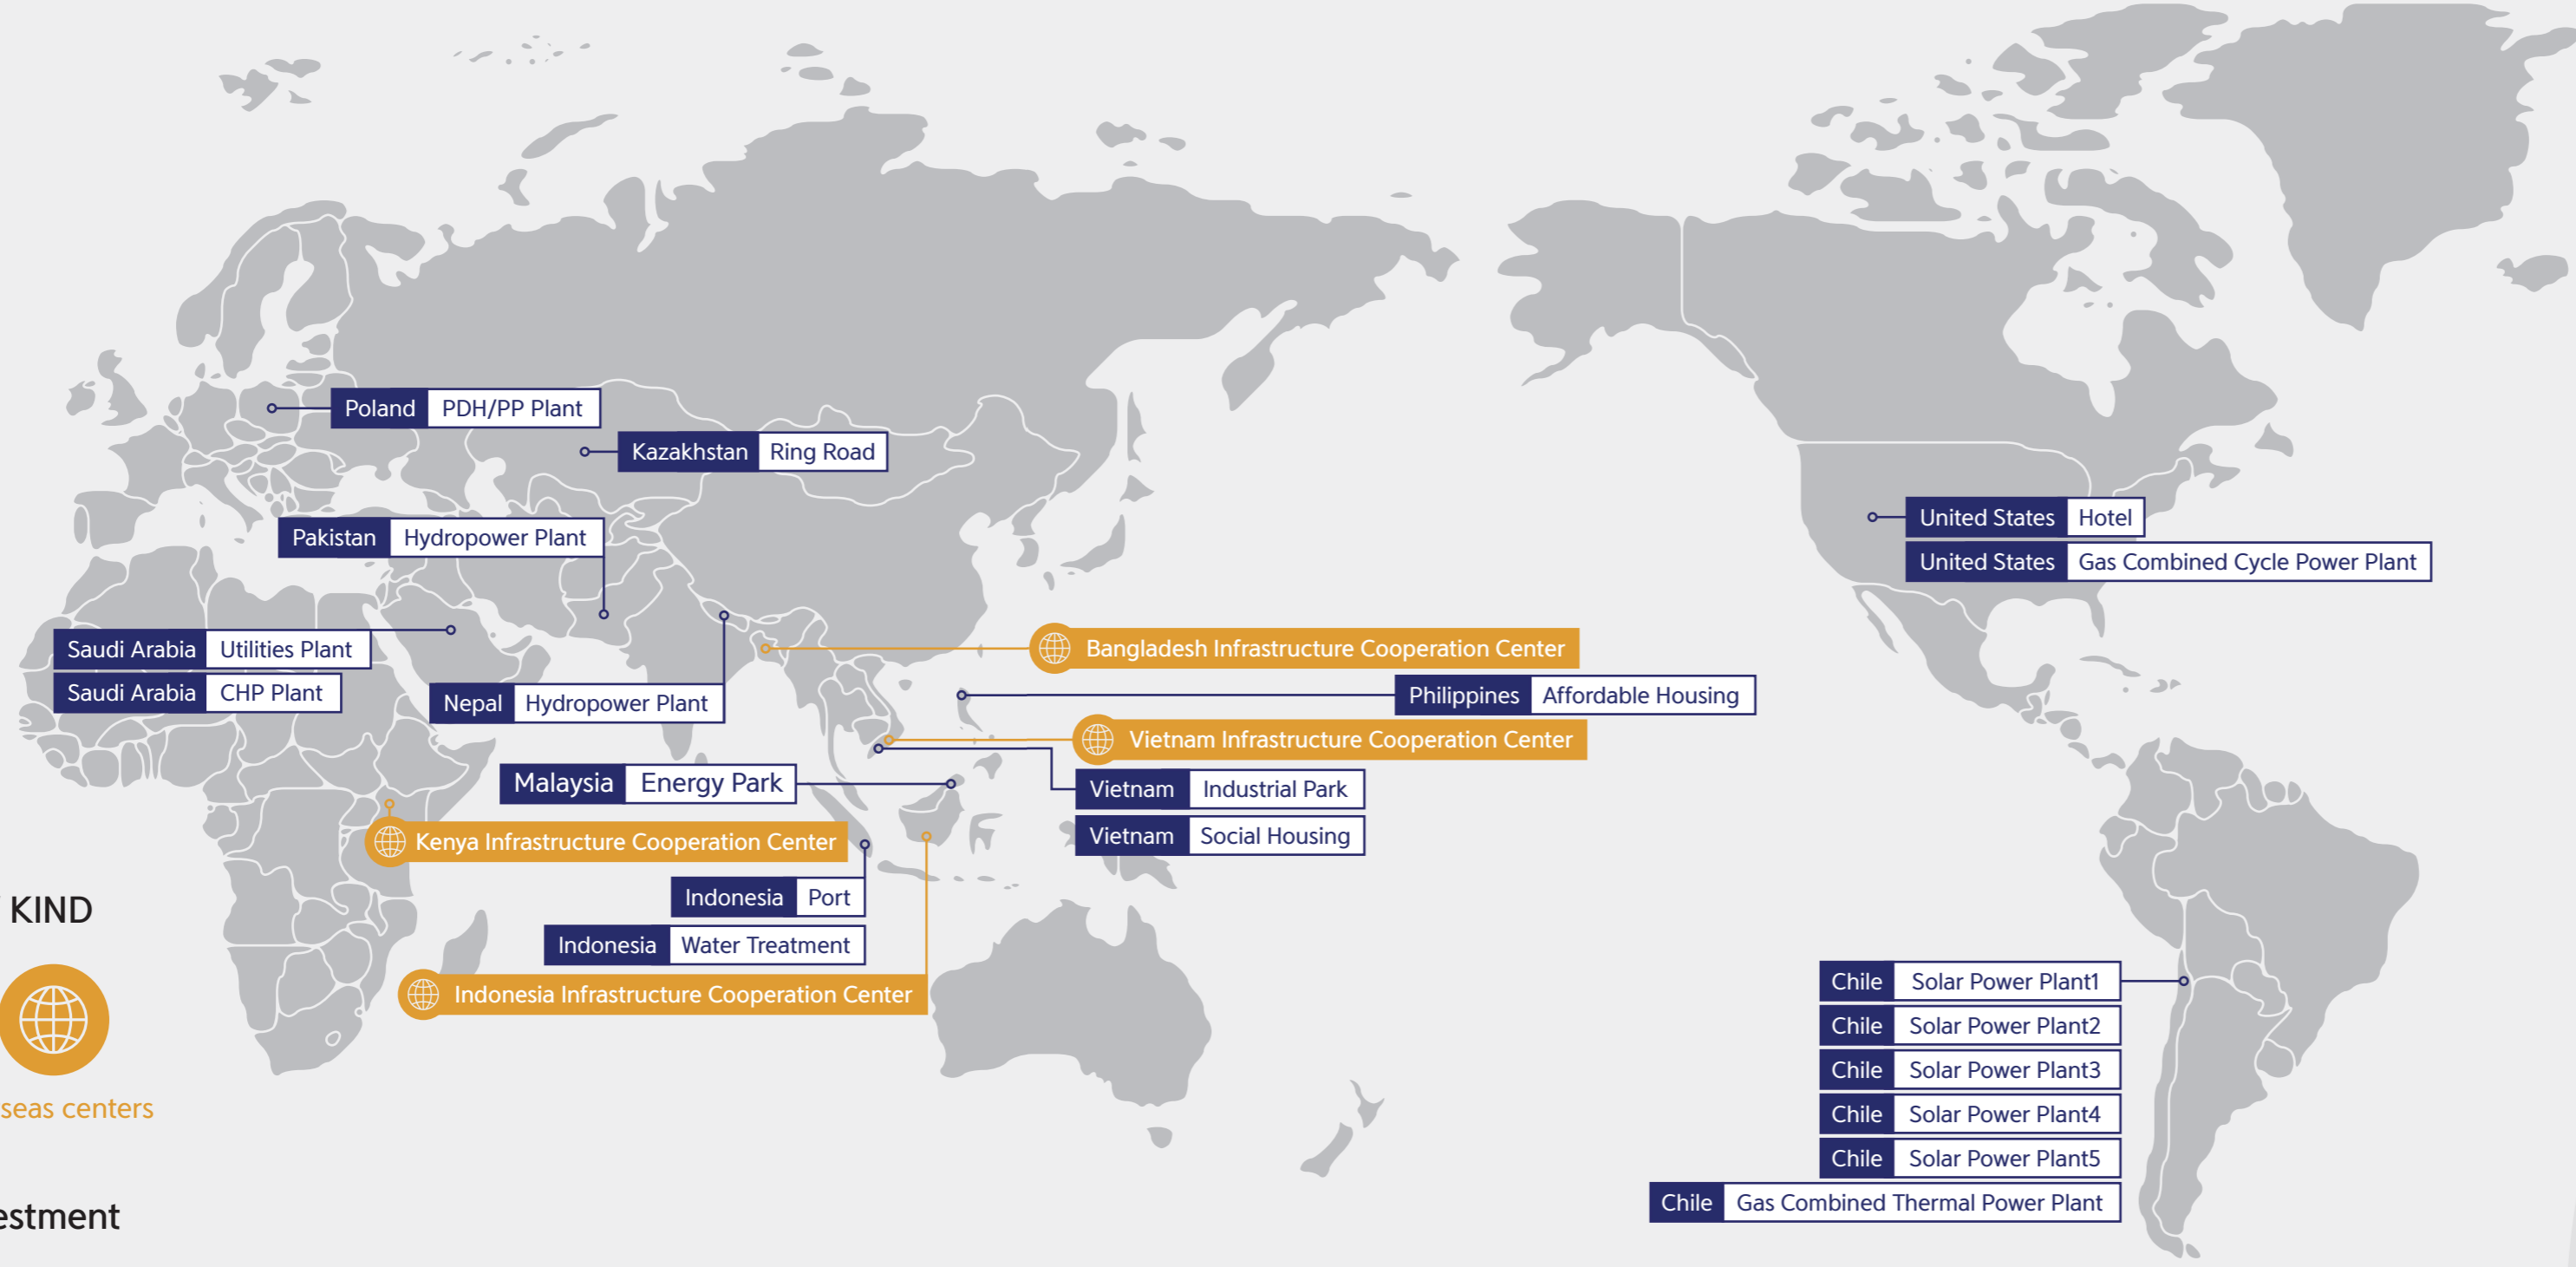 Poland PDH/PP Plant
Kazakhstan Ring Road
Pakistan Hydropower Plant
United States Hotel
United States Gas Combined Cycle Power Plant
Saudi Arabia Utilities Plant
Saudi Arabia CHP Plant
Nepal Hydropower Plant
Bangladesh Infrastructure Cooperation Center
Philippines Affordable Housing
Vietnam Infrastructure Cooperation Center
Malaysia Energy Park
Vietnam Industrial Park
Vietnam Social Housing
Kenya Infrastructure Cooperation Center
Indonesia Port
Indonesia Water Treatment
Indonesia Infrastructure Cooperation Center
KIND
seas centers
estment
Chile Solar Power Plant1
Chile Solar Power Plant2
Chile Solar Power Plant3
Chile Solar Power Plant4
Chile Solar Power Plant5
Chile Gas Combined Thermal Power Plant